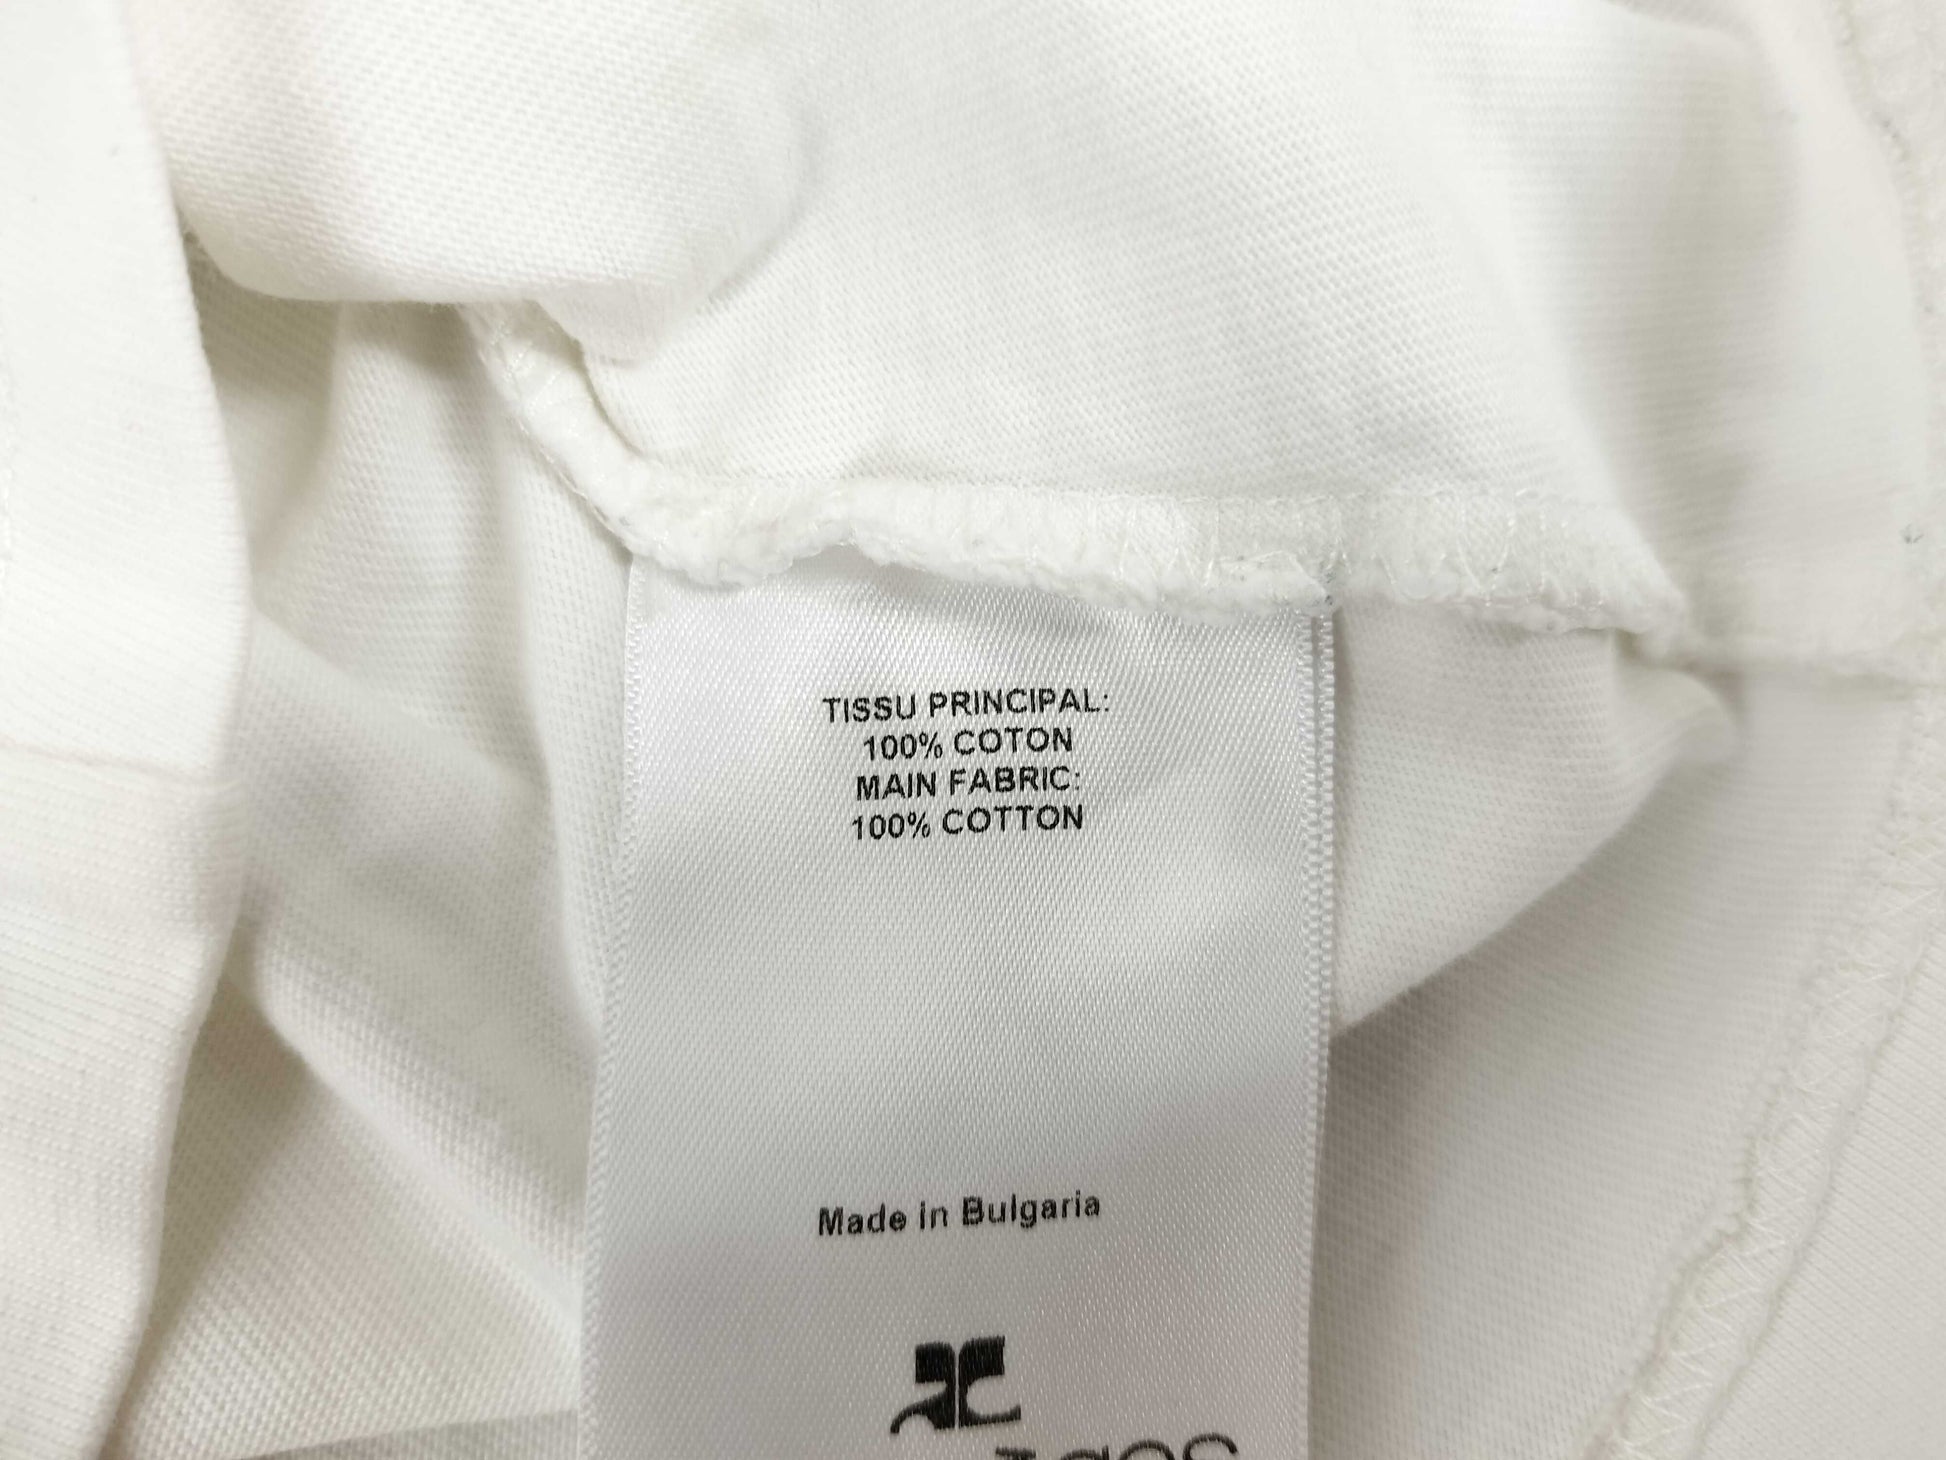 TISSU PRINCIPAL:
100% COTON
MAIN FABRIC:
100% COTTON
Made in Bulgaria